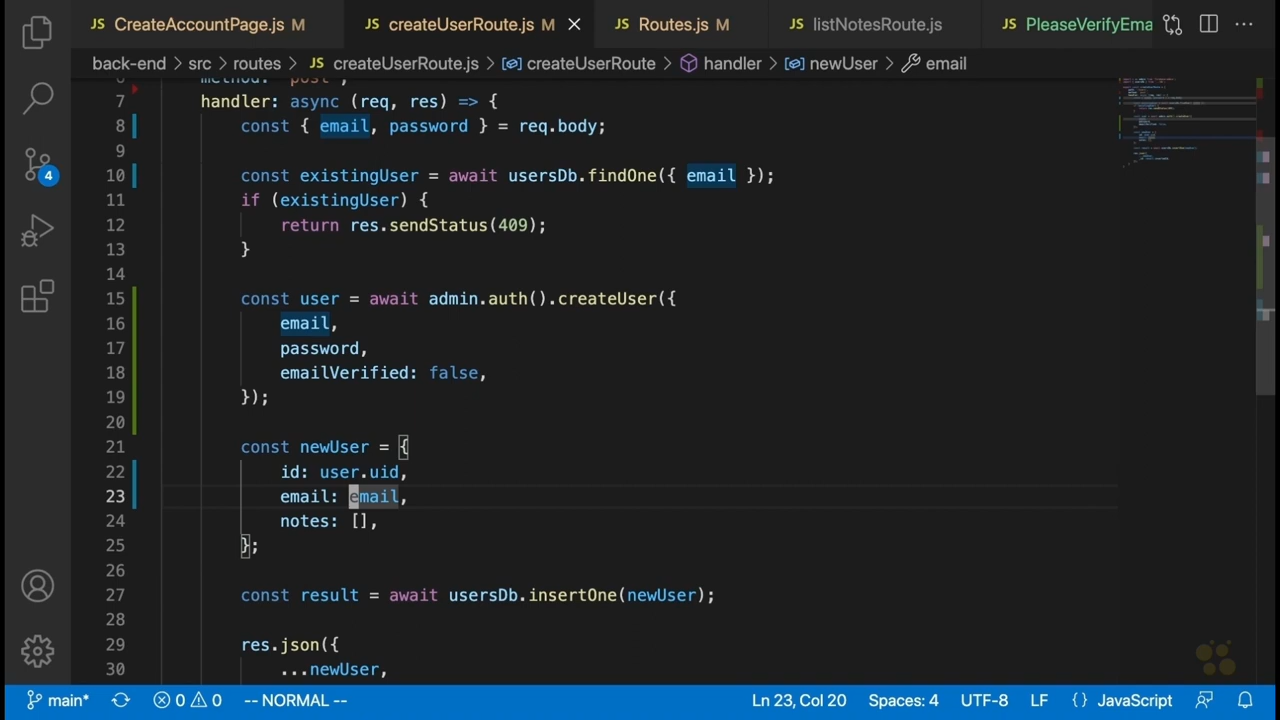 JS CreateAccountPage.js M
JS createUserRoute.js M
JS Routes.js M
JS listNotesRoute.js
JS PleaseVerifyEma
back-end > src > routes > JS createUserRoute.js > createUserRoute > handler > newUser > email
6 method: 'post',
7 handler: async (req, res) => {
8 const { email, password } = req.body;
9
10 const existingUser = await usersDb.findOne({ email });
11 if (existingUser) {
12 return res.sendStatus(409);
13 }
14
15 const user = await admin.auth().createUser({
16 email,
17 password,
18 emailVerified: false,
19 });
20
21 const newUser = {
22 id: user.uid,
23 email: email,
24 notes: [],
25 };
26
27 const result = await usersDb.insertOne(newUser);
28
29 res.json({
30 ...newUser,
4
main* 0 0 -- NORMAL -- Ln 23, Col 20 Spaces: 4 UTF-8 LF {} JavaScript